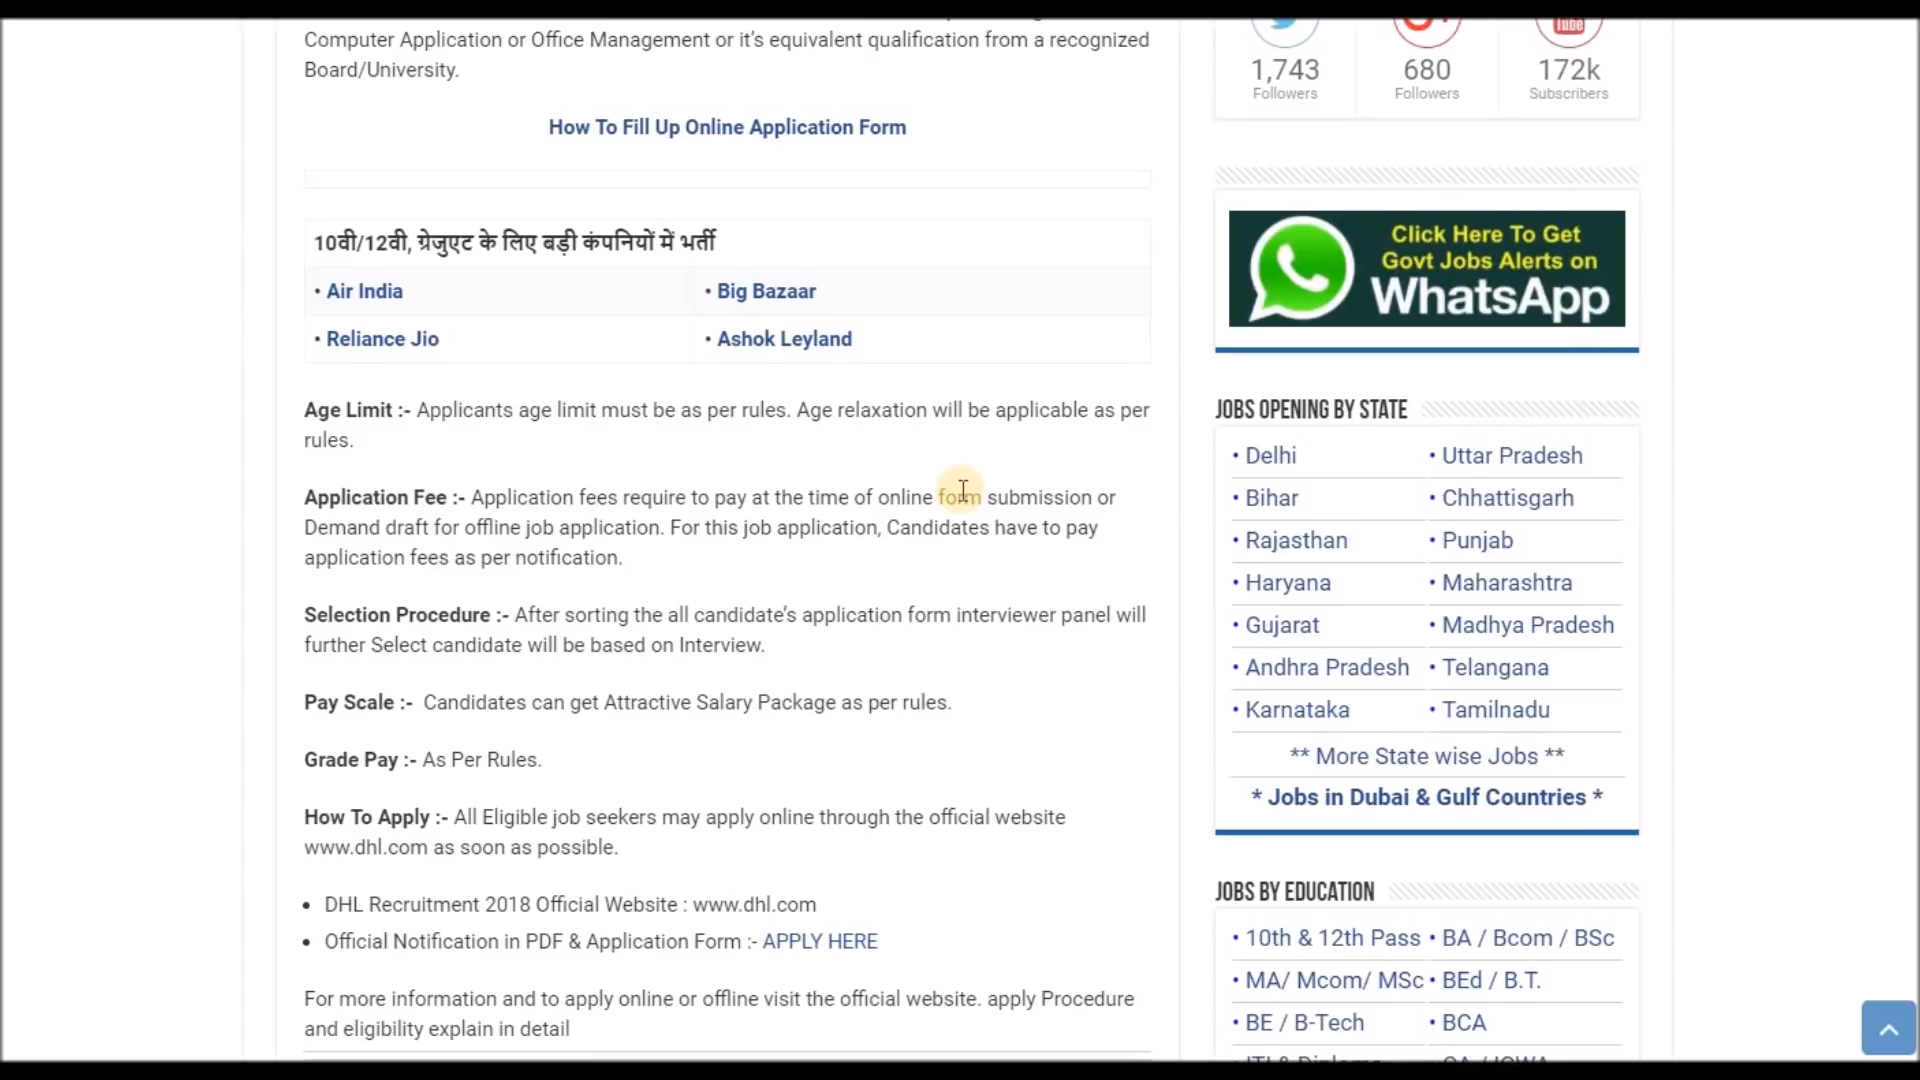 Computer Application or Office Management or it's equivalent qualification from a recognized
Board/University.
How To Fill Up Online Application Form
10वी/12वी, ग्रेजुएट के लिए बड़ी कंपनियों में भर्ती
• Air India
• Big Bazaar
• Reliance Jio
• Ashok Leyland
Age Limit :- Applicants age limit must be as per rules. Age relaxation will be applicable as per
rules.
Application Fee :- Application fees require to pay at the time of online form submission or
Demand draft for offline job application. For this job application, Candidates have to pay
application fees as per notification.
Selection Procedure :- After sorting the all candidate's application form interviewer panel will
further Select candidate will be based on Interview.
Pay Scale :- Candidates can get Attractive Salary Package as per rules.
Grade Pay :- As Per Rules.
How To Apply :- All Eligible job seekers may apply online through the official website
www.dhl.com as soon as possible.
• DHL Recruitment 2018 Official Website : www.dhl.com
• Official Notification in PDF & Application Form :- APPLY HERE
For more information and to apply online or offline visit the official website. apply Procedure
and eligibility explain in detail
Tube
1,743
680
172k
Followers
Followers
Subscribers
Click Here To Get
Govt Jobs Alerts on
WhatsApp
JOBS OPENING BY STATE
• Delhi
• Uttar Pradesh
• Bihar
• Chhattisgarh
• Rajasthan
• Punjab
• Haryana
• Maharashtra
• Gujarat
• Madhya Pradesh
• Andhra Pradesh
• Telangana
• Karnataka
• Tamilnadu
** More State wise Jobs **
* Jobs in Dubai & Gulf Countries *
JOBS BY EDUCATION
• 10th & 12th Pass
• BA / Bcom / BSc
• MA/ Mcom/ MSc
• BEd / B.T.
• BE / B-Tech
• BCA